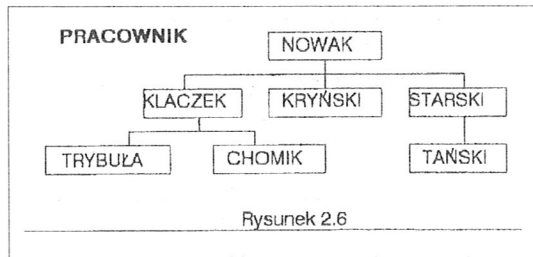 PRACOWNIK
NOWAK
KLACZEK KRYŃSKI STARSKI
TRYBUŁA CHOMIK TAŃSKI
Rysunek 2.6